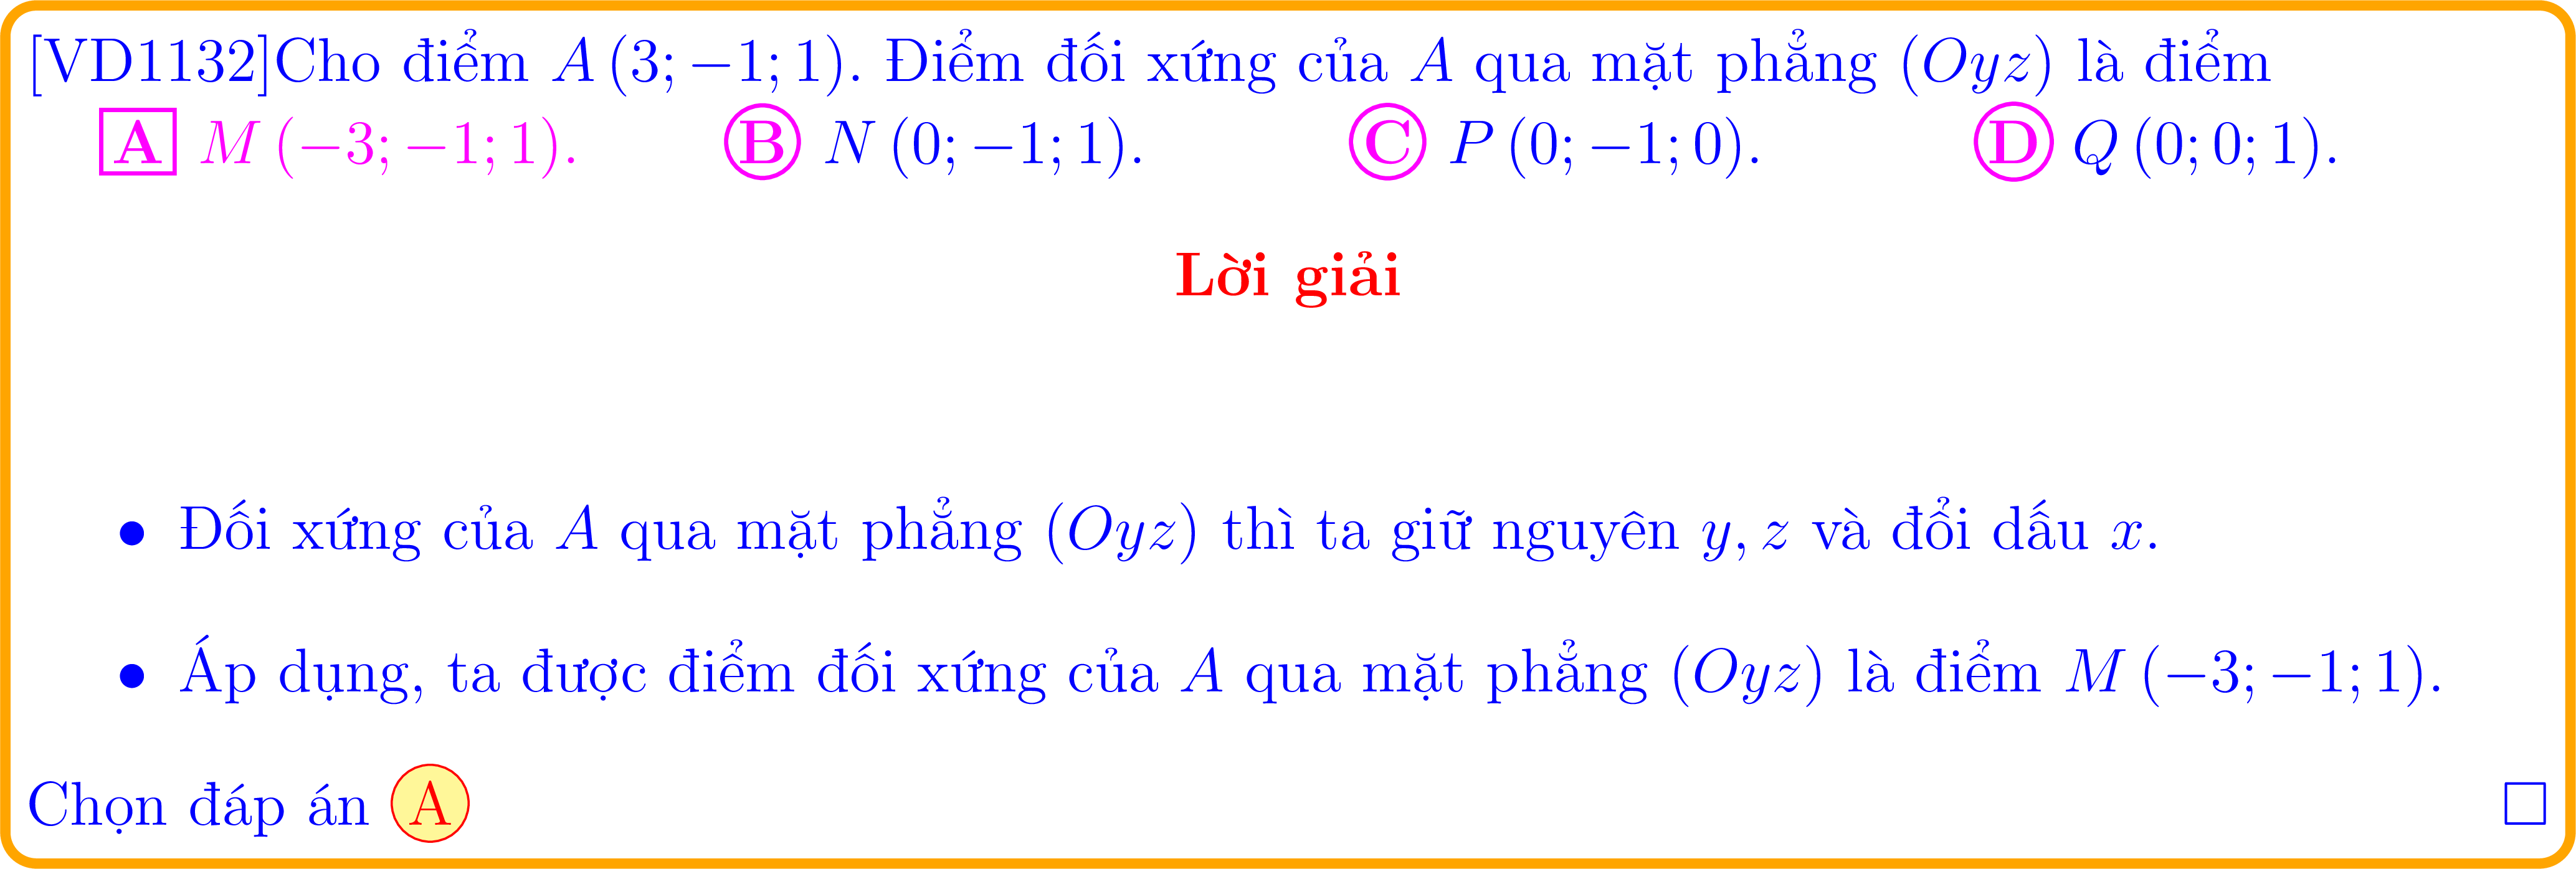 [VD1132]Cho điểm A (3; −1; 1). Điểm đối xứng của A qua mặt phẳng (Oyz) là điểm
A M (−3; −1; 1). B N (0; −1; 1). C P (0; −1; 0). D Q (0; 0; 1).
Lời giải
• Đối xứng của A qua mặt phẳng (Oyz) thì ta giữ nguyên y, z và đổi dấu x.
• Áp dụng, ta được điểm đối xứng của A qua mặt phẳng (Oyz) là điểm M (−3; −1; 1).
Chọn đáp án A □